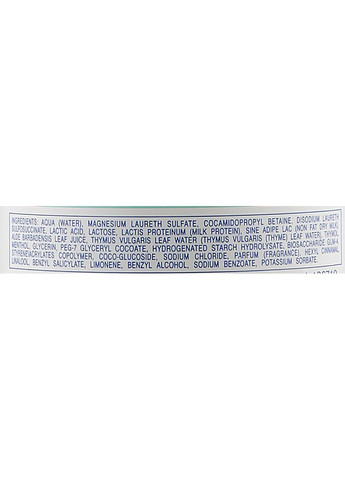 INGREDIENTS: AQUA (WATER), MAGNESIUM LAURETH SULFATE, COCAMIDOPROPYL BETAINE, DISODIUM LAURETH
SULFOSUCCINATE, LACTIC ACID, LACTOSE, LACTIS PROTEIN (MILK PROTEIN), SINE ADIPE LAC (NON FAT DRY MILK),
ALOE BARBADENSIS LEAF JUICE, THYMUS VULGARIS LEAF WATER (THYMUS VULGARIS (THYME) LEAF WATER), THYMOL,
MENTHOL, GLYCERIN, PEG-7 GLYCERYL COCOATE, HYDROGENATED STARCH HYDROLYSATE, BIOSACCHARIDE GUM-4,
STYRENE/ACRYLATES COPOLYMER, COCO-GLUCOSIDE, SODIUM CHLORIDE, PARFUM (FRAGRANCE), HEXYL CINNAMAL,
LINALOOL, BENZYL SALICYLATE, LIMONENE, BENZYL ALCOHOL, SODIUM BENZOATE, POTASSIUM SORBATE.